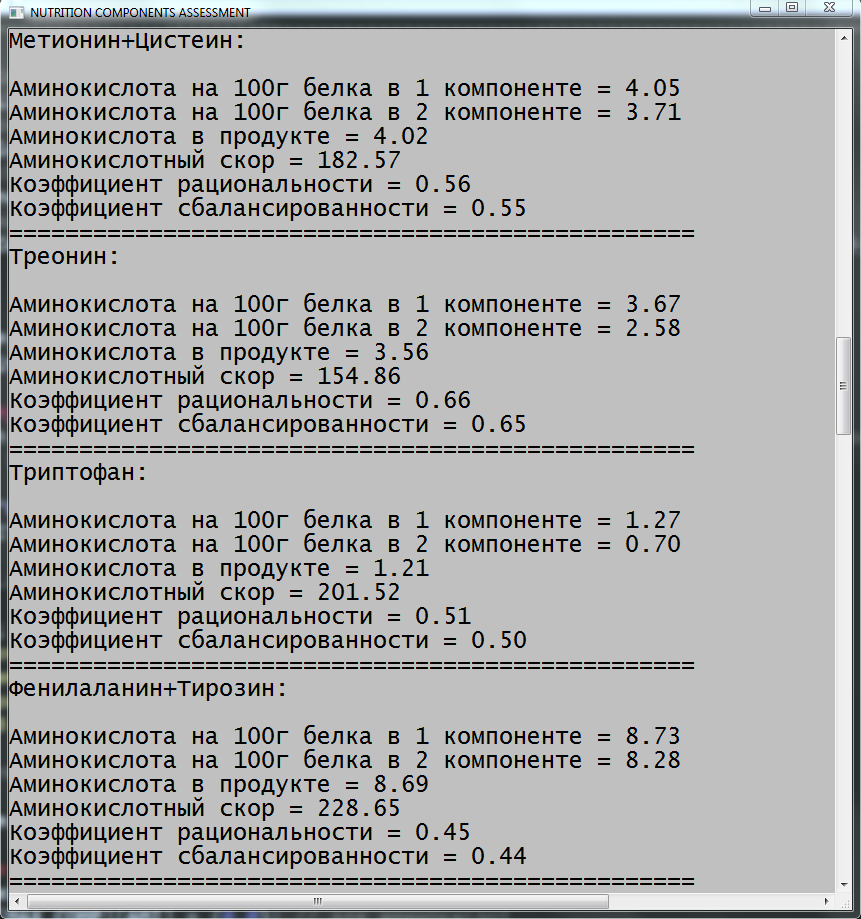 NUTRITION COMPONENTS ASSESSMENT
Метионин+Цистеин:
Аминокислота на 100г белка в 1 компоненте = 4.05
Аминокислота на 100г белка в 2 компоненте = 3.71
Аминокислота в продукте = 4.02
Аминокислотный скор = 182.57
Коэффициент рациональности = 0.56
Коэффициент сбалансированности = 0.55
=================================================
Треонин:
Аминокислота на 100г белка в 1 компоненте = 3.67
Аминокислота на 100г белка в 2 компоненте = 2.58
Аминокислота в продукте = 3.56
Аминокислотный скор = 154.86
Коэффициент рациональности = 0.66
Коэффициент сбалансированности = 0.65
=================================================
Триптофан:
Аминокислота на 100г белка в 1 компоненте = 1.27
Аминокислота на 100г белка в 2 компоненте = 0.70
Аминокислота в продукте = 1.21
Аминокислотный скор = 201.52
Коэффициент рациональности = 0.51
Коэффициент сбалансированности = 0.50
=================================================
Фенилаланин+Тирозин:
Аминокислота на 100г белка в 1 компоненте = 8.73
Аминокислота на 100г белка в 2 компоненте = 8.28
Аминокислота в продукте = 8.69
Аминокислотный скор = 228.65
Коэффициент рациональности = 0.45
Коэффициент сбалансированности = 0.44
=================================================